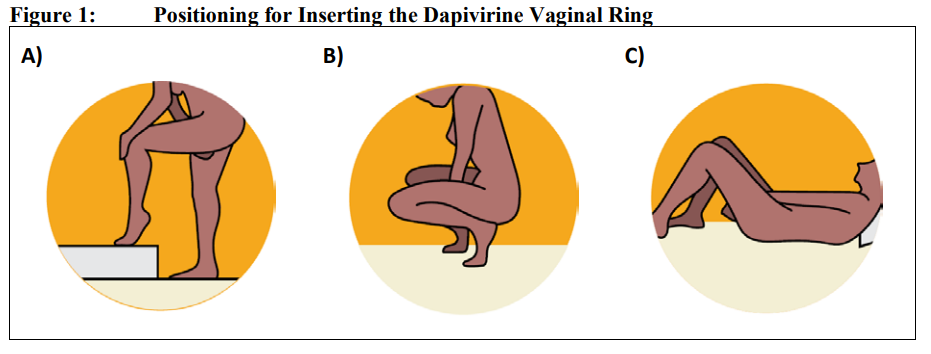 Figure 1: Positioning for Inserting the Dapivirine Vaginal Ring
A) B) C)